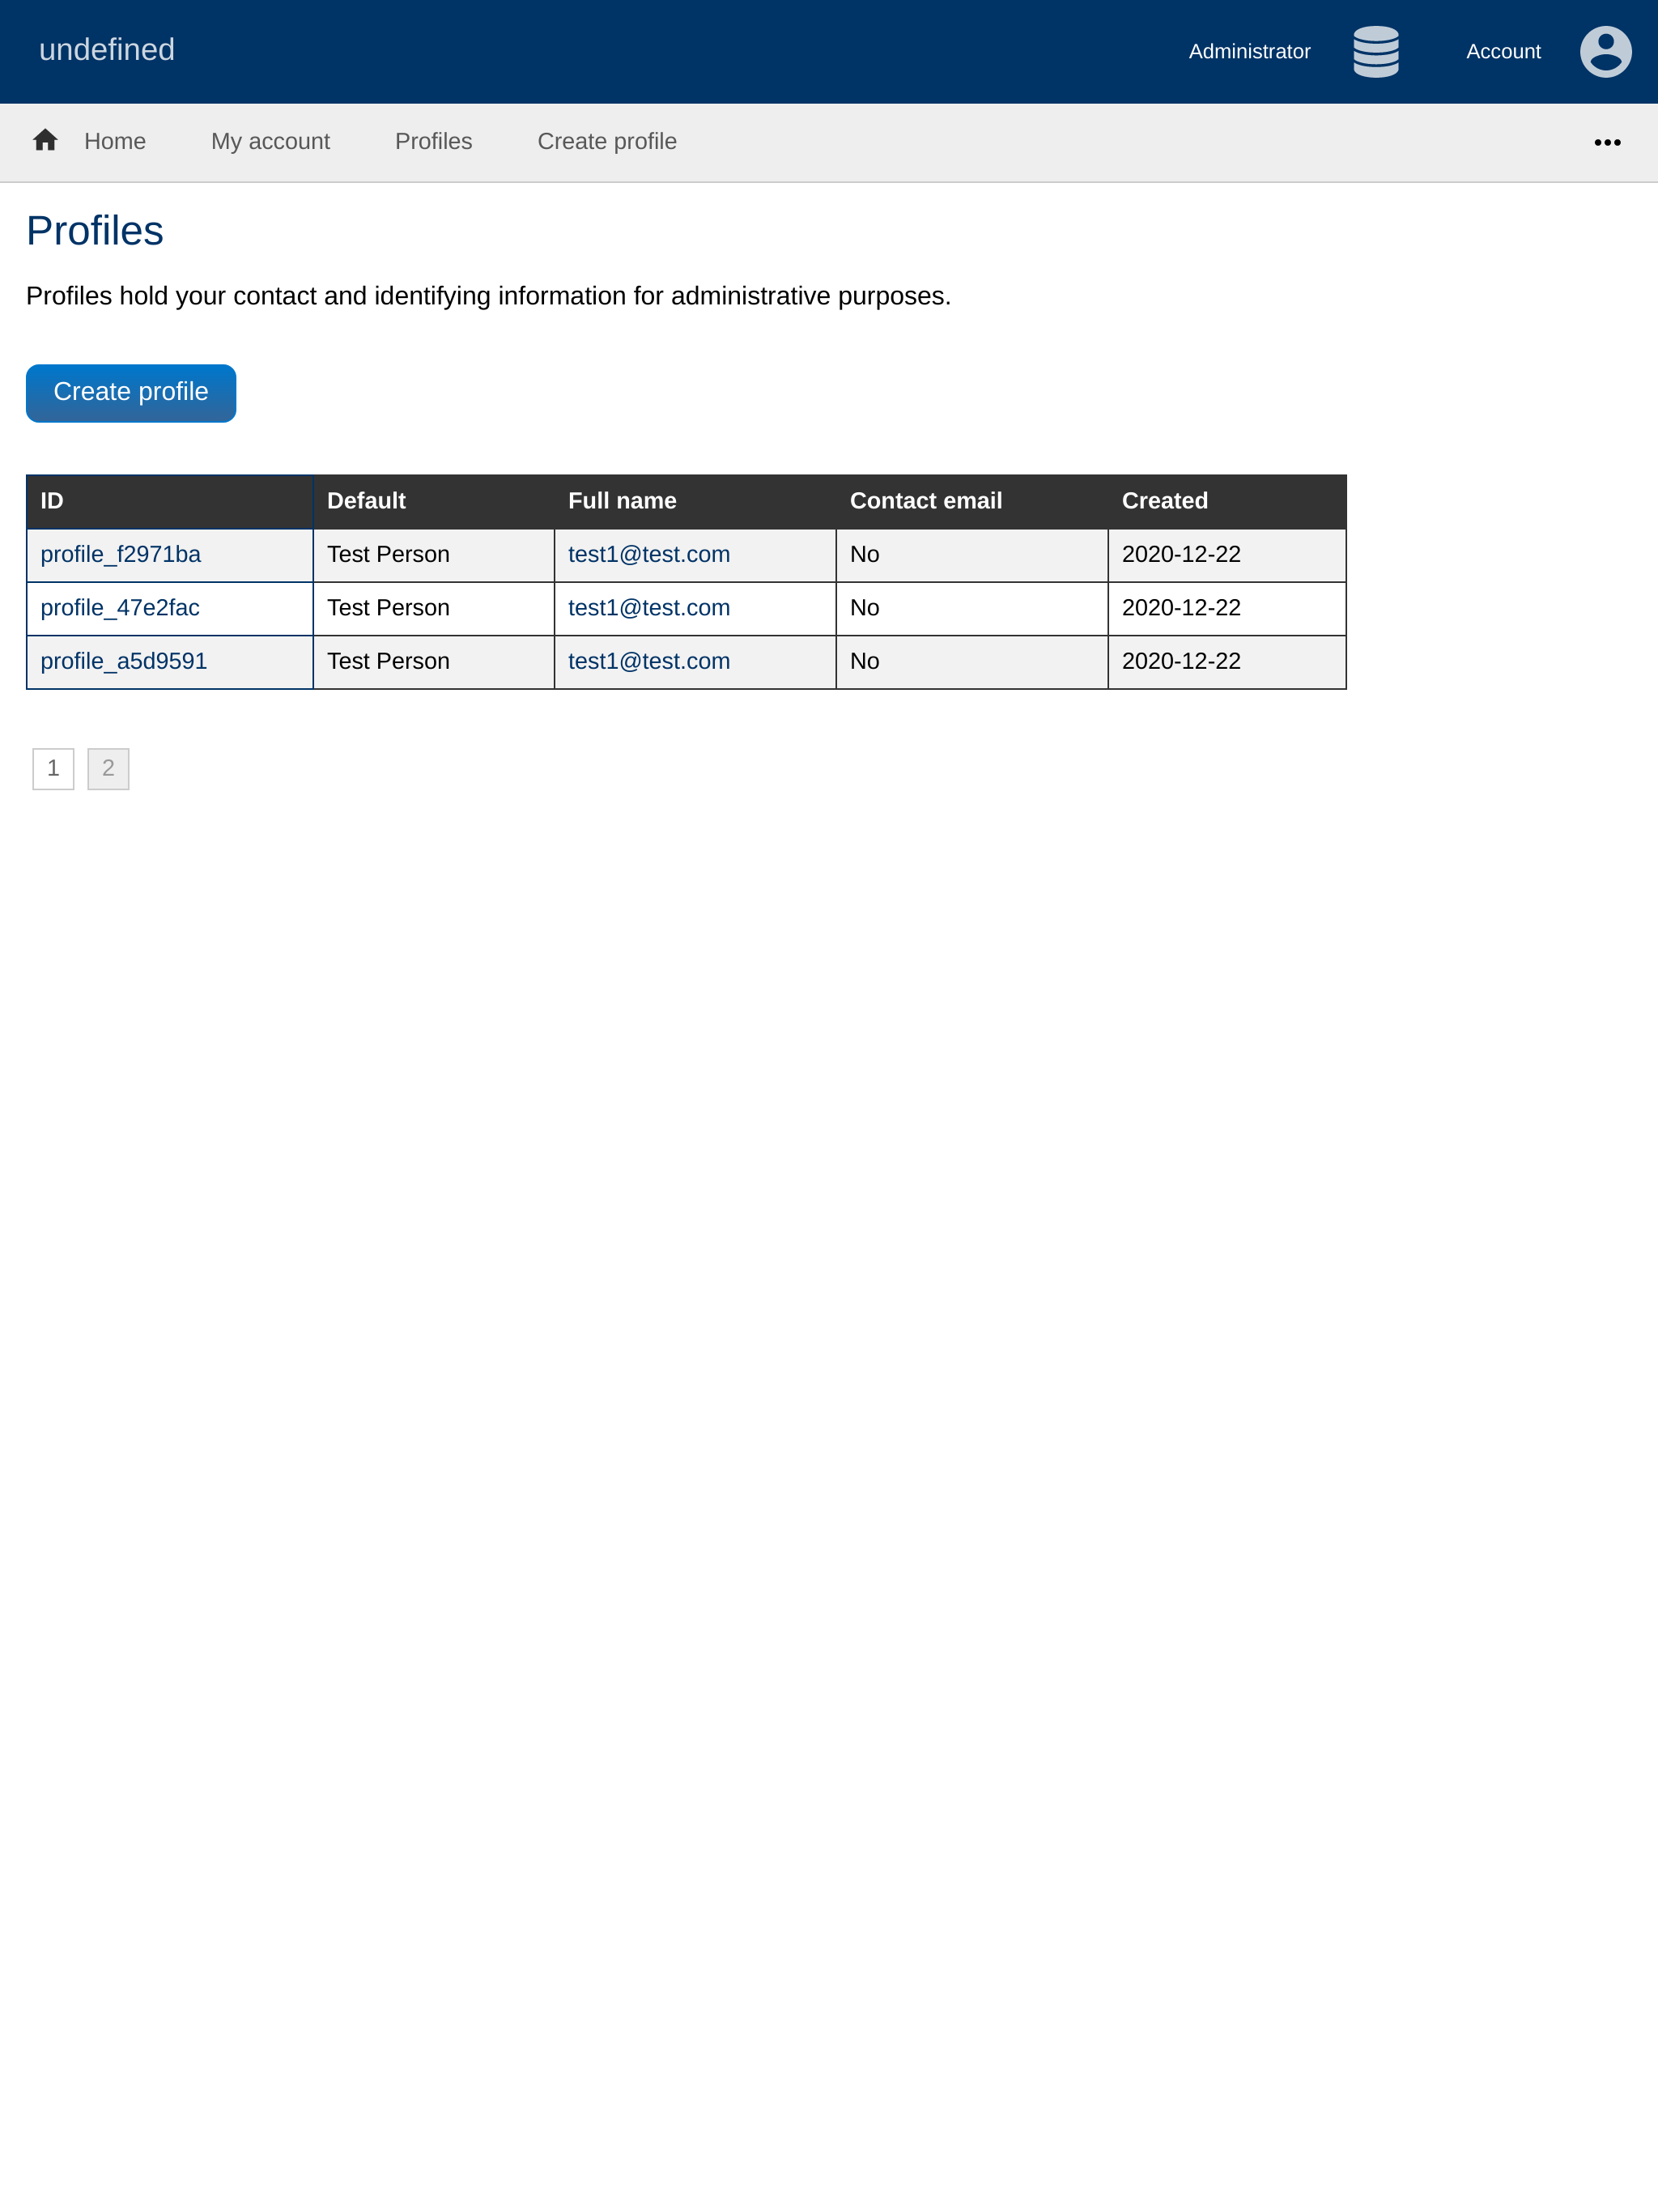 undefined Administrator Account
Home My account Profiles Create profile •••
Profiles
Profiles hold your contact and identifying information for administrative purposes.
Create profile
ID Default Full name Contact email Created
profile_f2971ba Test Person test1@test.com No 2020-12-22
profile_47e2fac Test Person test1@test.com No 2020-12-22
profile_a5d9591 Test Person test1@test.com No 2020-12-22
1 2